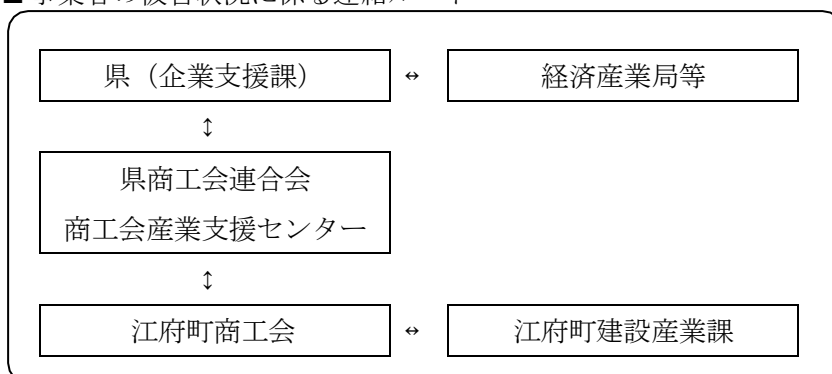 県（企業支援課） ↔ 経済産業局等
↕
県商工会連合会
商工会産業支援センター
↕
江府町商工会 ↔ 江府町建設産業課